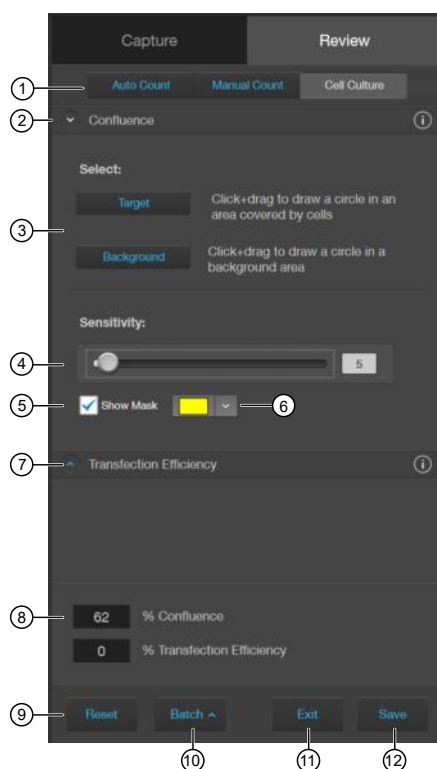 Capture Review
1 Auto Count Manual Count Cell Culture
2 Confluence i
Select:
Target Click+drag to draw a circle in an
area covered by cells
3
Background Click+drag to draw a circle in a
background area
Sensitivity:
4 5
5 Show Mask 6
7 Transfection Efficiency i
8 62 % Confluence
0 % Transfection Efficiency
9 Reset Batch Exit Save
10 11 12